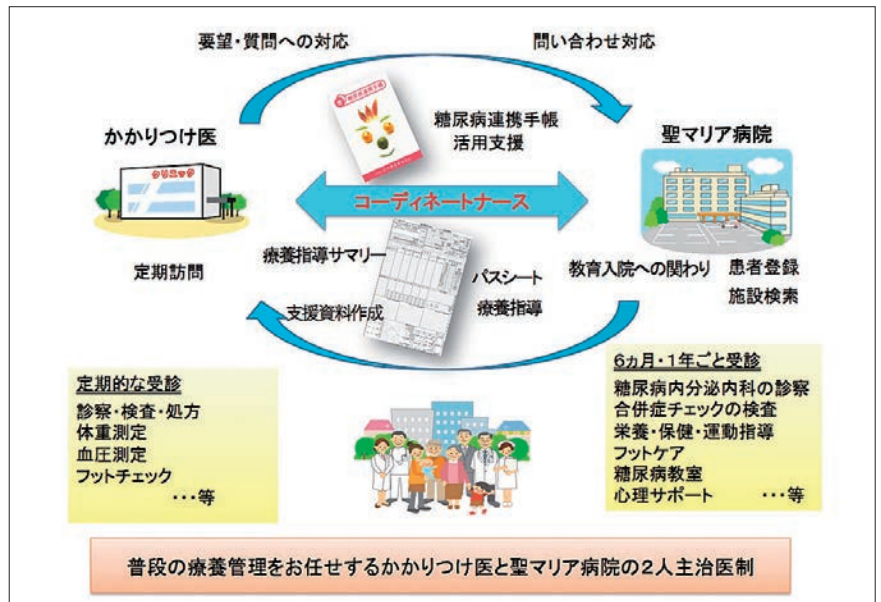 要望・質問への対応
問い合わせ対応
かかりつけ医
クリニック
糖尿病連携手帳
活用支援
聖マリア病院
コーディネートナース
定期訪問
療養指導サマリー
支援資料作成
パスシート
療養指導
教育入院への関わり
患者登録
施設検索
定期的な受診
診察・検査・処方
体重測定
血圧測定
フットチェック
・・・等
6ヵ月・1年ごと受診
糖尿病内分泌内科の診察
合併症チェックの検査
栄養・保健・運動指導
フットケア
糖尿病教室
心理サポート ・・・等
普段の療養管理をお任せするかかりつけ医と聖マリア病院の2人主治医制